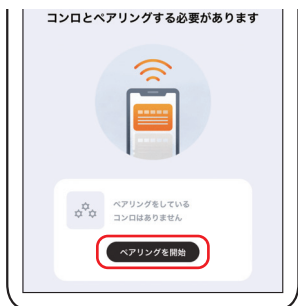 コンロとペアリングする必要があります
ペアリングをしている
コンロはありません
ペアリングを開始